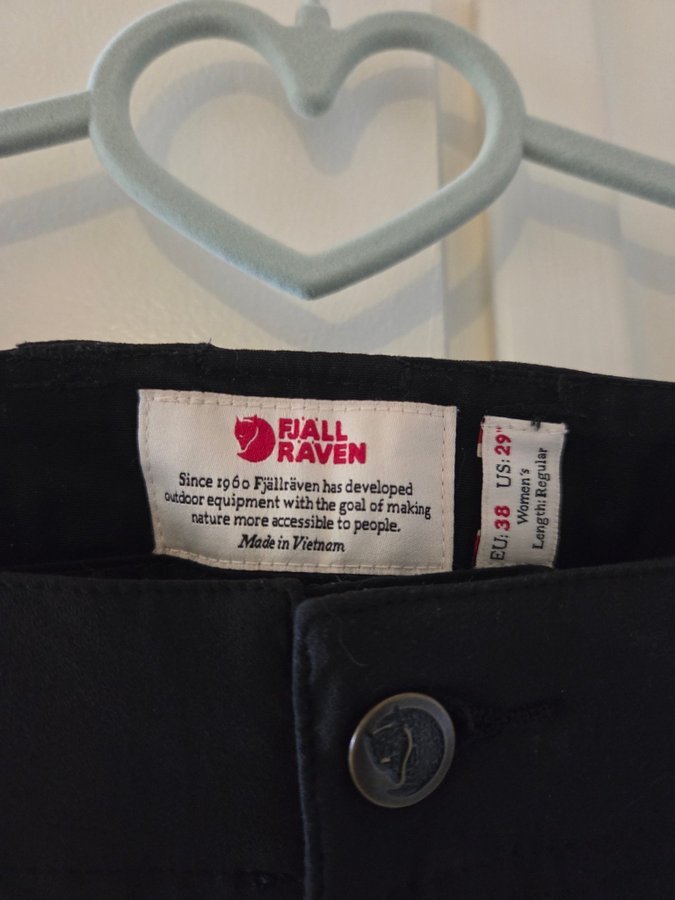 FJÄLL
RÄVEN
Since 1960 Fjällräven has developed
outdoor equipment with the goal of making
nature more accessible to people.
Made in Vietnam
EU: 38 US: 29"
Women's
Length: Regular